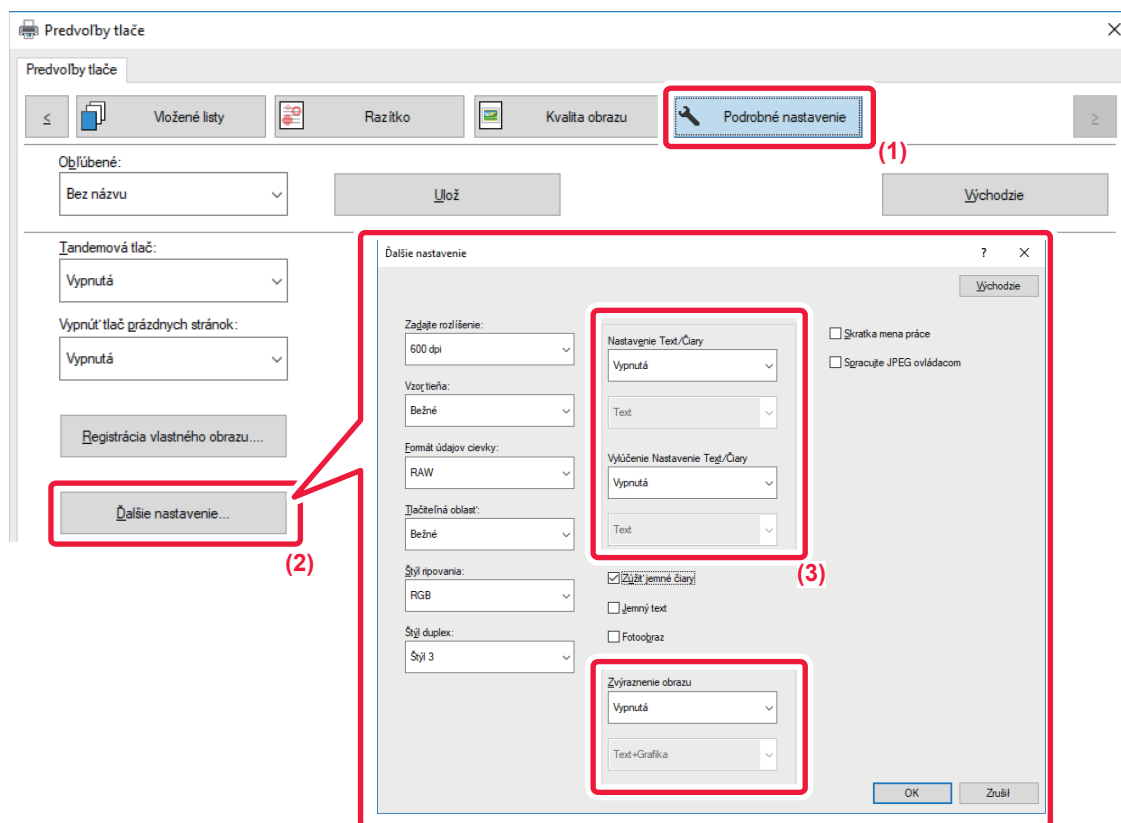 Predvoľby tlače
Predvoľby tlače
≤
Vložené listy
Razítko
Kvalita obrazu
Podrobné nastavenie
≥
(1)
Obľúbené:
Bez názvu
Ulož
Východzie
Tandemová tlač:
Vypnutá
Vypnúť tlač prázdnych stránok:
Vypnutá
Registrácia vlastného obrazu....
Ďalšie nastavenie...
(2)
Ďalšie nastavenie
?
Východzie
Zadajte rozlíšenie:
600 dpi
Vzor tieňa:
Bežné
Formát údajov cievky:
RAW
Tlačiteľná oblasť:
Bežné
Štýl ripovania:
RGB
Štýl duplex:
Štýl 3
Nastavenie Text/Čiary
Vypnutá
Text
Vylúčenie Nastavenie Text/Čiary
Vypnutá
Text
(3)
Zúžiť jemné čiary
Jemný text
Fotoobraz
Zvýraznenie obrazu
Vypnutá
Text+Grafika
Skratka mena práce
Spracujte JPEG ovládacom
OK
Zrušiť